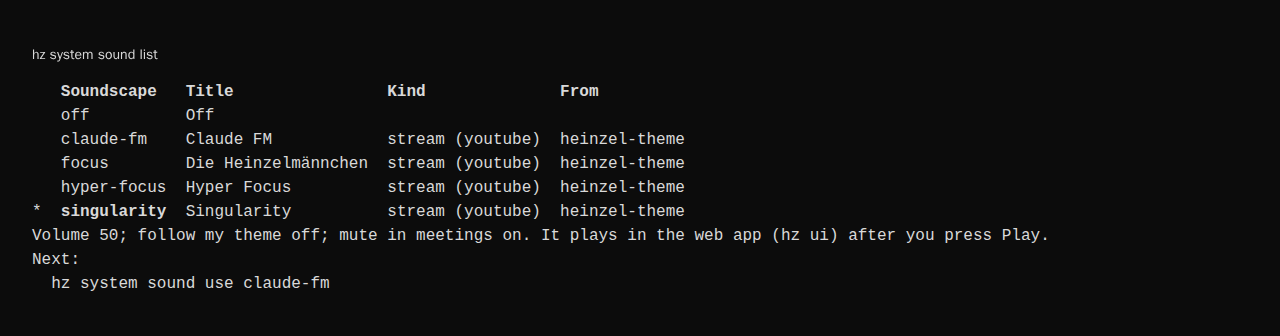 hz system sound list
Soundscape Title Kind From
off Off
claude-fm Claude FM stream (youtube) heinzel-theme
focus Die Heinzelmännchen stream (youtube) heinzel-theme
hyper-focus Hyper Focus stream (youtube) heinzel-theme
* singularity Singularity stream (youtube) heinzel-theme
Volume 50; follow my theme off; mute in meetings on. It plays in the web app (hz ui) after you press Play.
Next:
hz system sound use claude-fm